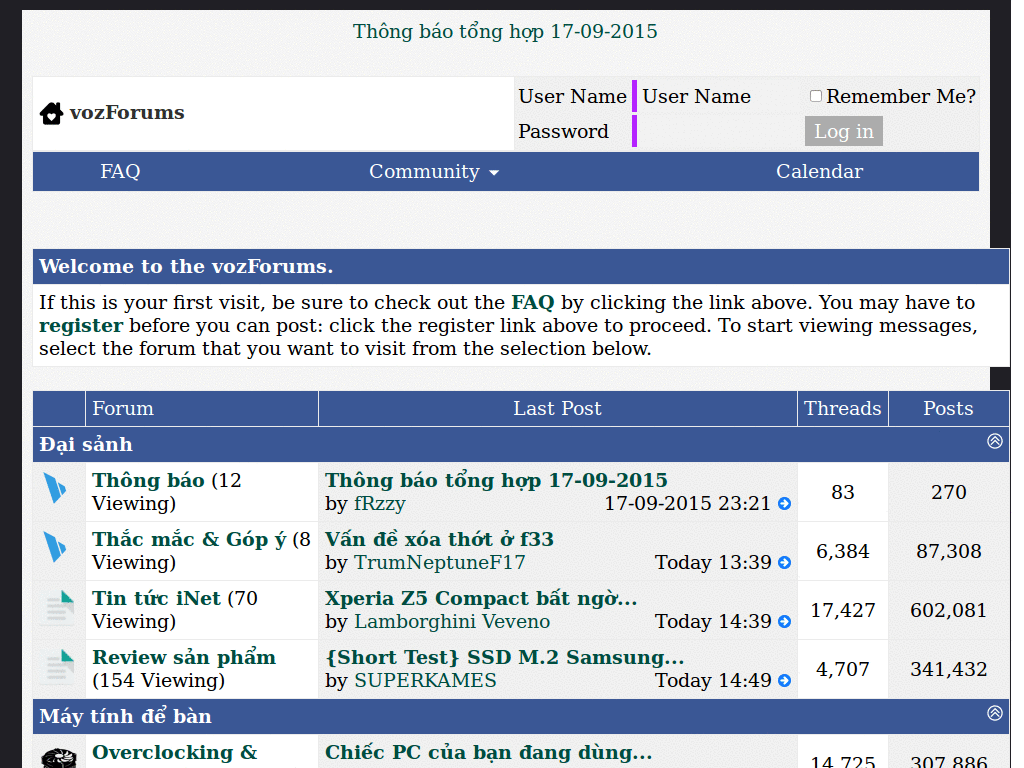 Thông báo tổng hợp 17-09-2015
vozForums
User Name User Name Remember Me?
Password Log in
FAQ Community Calendar
Welcome to the vozForums.
If this is your first visit, be sure to check out the FAQ by clicking the link above. You may have to
register before you can post: click the register link above to proceed. To start viewing messages,
select the forum that you want to visit from the selection below.
Forum Last Post Threads Posts
Đại sảnh
Thông báo (12 Viewing) Thông báo tổng hợp 17-09-2015
by fRzzy 17-09-2015 23:21 83 270
Thắc mắc & Góp ý (8 Viewing) Vấn đề xóa thớt ở f33
by TrumNeptuneF17 Today 13:39 6,384 87,308
Tin tức iNet (70 Viewing) Xperia Z5 Compact bất ngờ...
by Lamborghini Veveno Today 14:39 17,427 602,081
Review sản phẩm (154 Viewing) {Short Test} SSD M.2 Samsung...
by SUPERKAMES Today 14:49 4,707 341,432
Máy tính để bàn
Overclocking & Chiếc PC của bạn đang dùng...
14,725 307,886